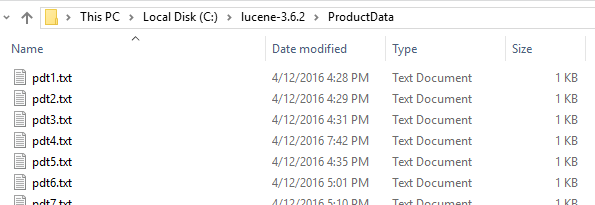 This PC > Local Disk (C:) > lucene-3.6.2 > ProductData
Name Date modified Type Size
pdt1.txt 4/12/2016 4:28 PM Text Document 1 KB
pdt2.txt 4/12/2016 4:29 PM Text Document 1 KB
pdt3.txt 4/12/2016 4:31 PM Text Document 1 KB
pdt4.txt 4/12/2016 7:42 PM Text Document 1 KB
pdt5.txt 4/12/2016 4:35 PM Text Document 1 KB
pdt6.txt 4/12/2016 5:01 PM Text Document 1 KB
pdt7.txt 4/12/2016 5:10 PM Text Document 1 KB